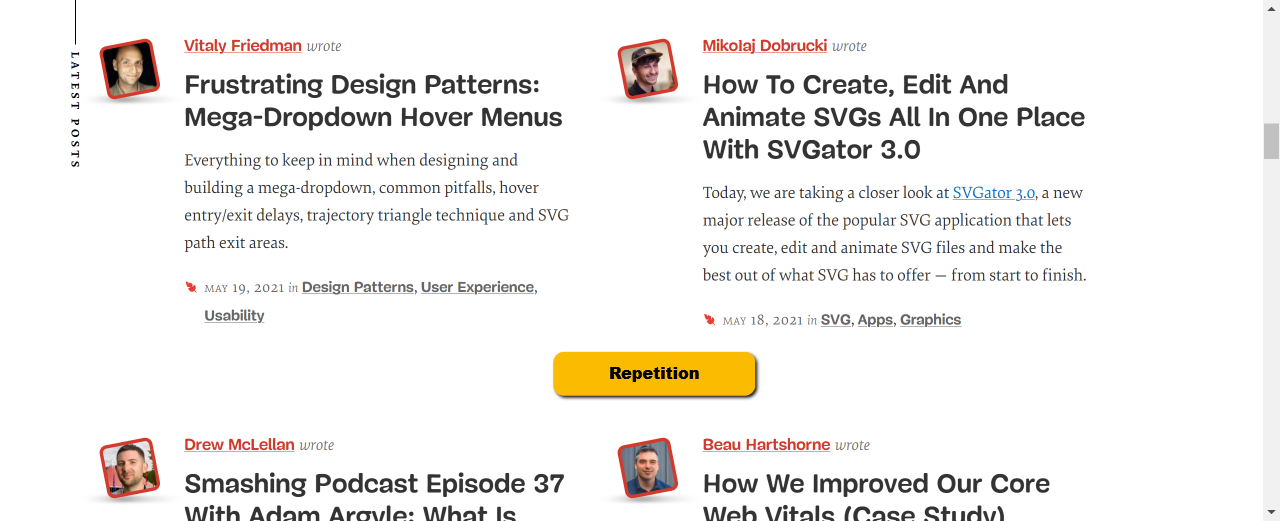 LATEST POSTS
Vitaly Friedman wrote
Frustrating Design Patterns:
Mega-Dropdown Hover Menus
Everything to keep in mind when designing and
building a mega-dropdown, common pitfalls, hover
entry/exit delays, trajectory triangle technique and SVG
path exit areas.
MAY 19, 2021 in Design Patterns, User Experience,
Usability
Mikołaj Dobrucki wrote
How To Create, Edit And
Animate SVGs All In One Place
With SVGator 3.0
Today, we are taking a closer look at SVGator 3.0, a new
major release of the popular SVG application that lets
you create, edit and animate SVG files and make the
best out of what SVG has to offer — from start to finish.
MAY 18, 2021 in SVG, Apps, Graphics
Repetition
Drew McLellan wrote
Smashing Podcast Episode 37
With Adam Argyle: What Is
Beau Hartshorne wrote
How We Improved Our Core
Web Vitals (Case Study)